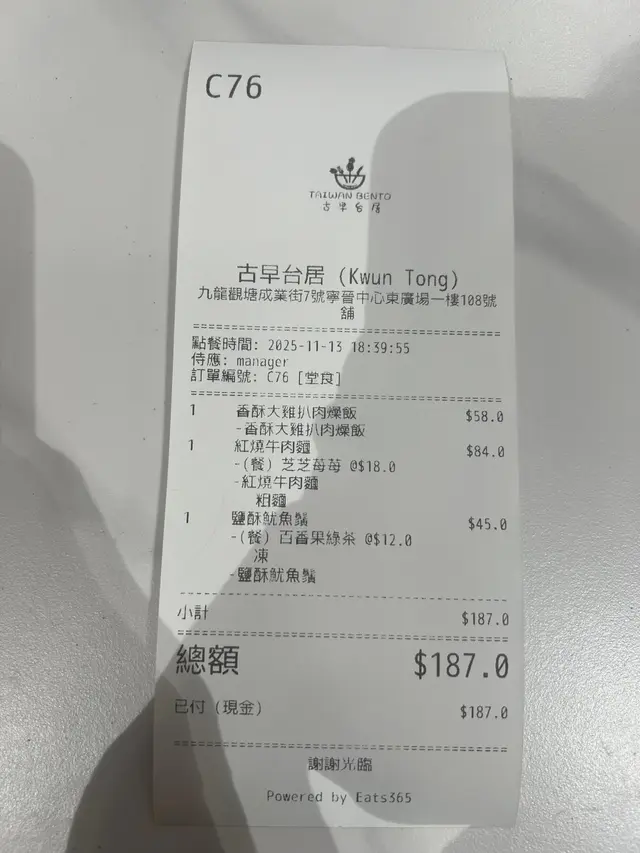 C76
TAIWAN BENTO
古早台居
古早台居 (Kwun Tong)
九龍觀塘成業街7號寧晉中心東廣場一樓108號
舖
點餐時間: 2025-11-13 18:39:55
侍應: manager
訂單編號: C76 [堂食]
1 香酥大雞扒肉燥飯 $58.0
-香酥大雞扒肉燥飯
1 紅燒牛肉麵 $84.0
-(餐) 芝芝莓莓 @$18.0
-紅燒牛肉麵
粗麵
1 鹽酥魷魚鬚 $45.0
-(餐) 百香果綠茶 @$12.0
凍
-鹽酥魷魚鬚
小計 $187.0
總額 $187.0
已付 (現金) $187.0
謝謝光臨
Powered by Eats365